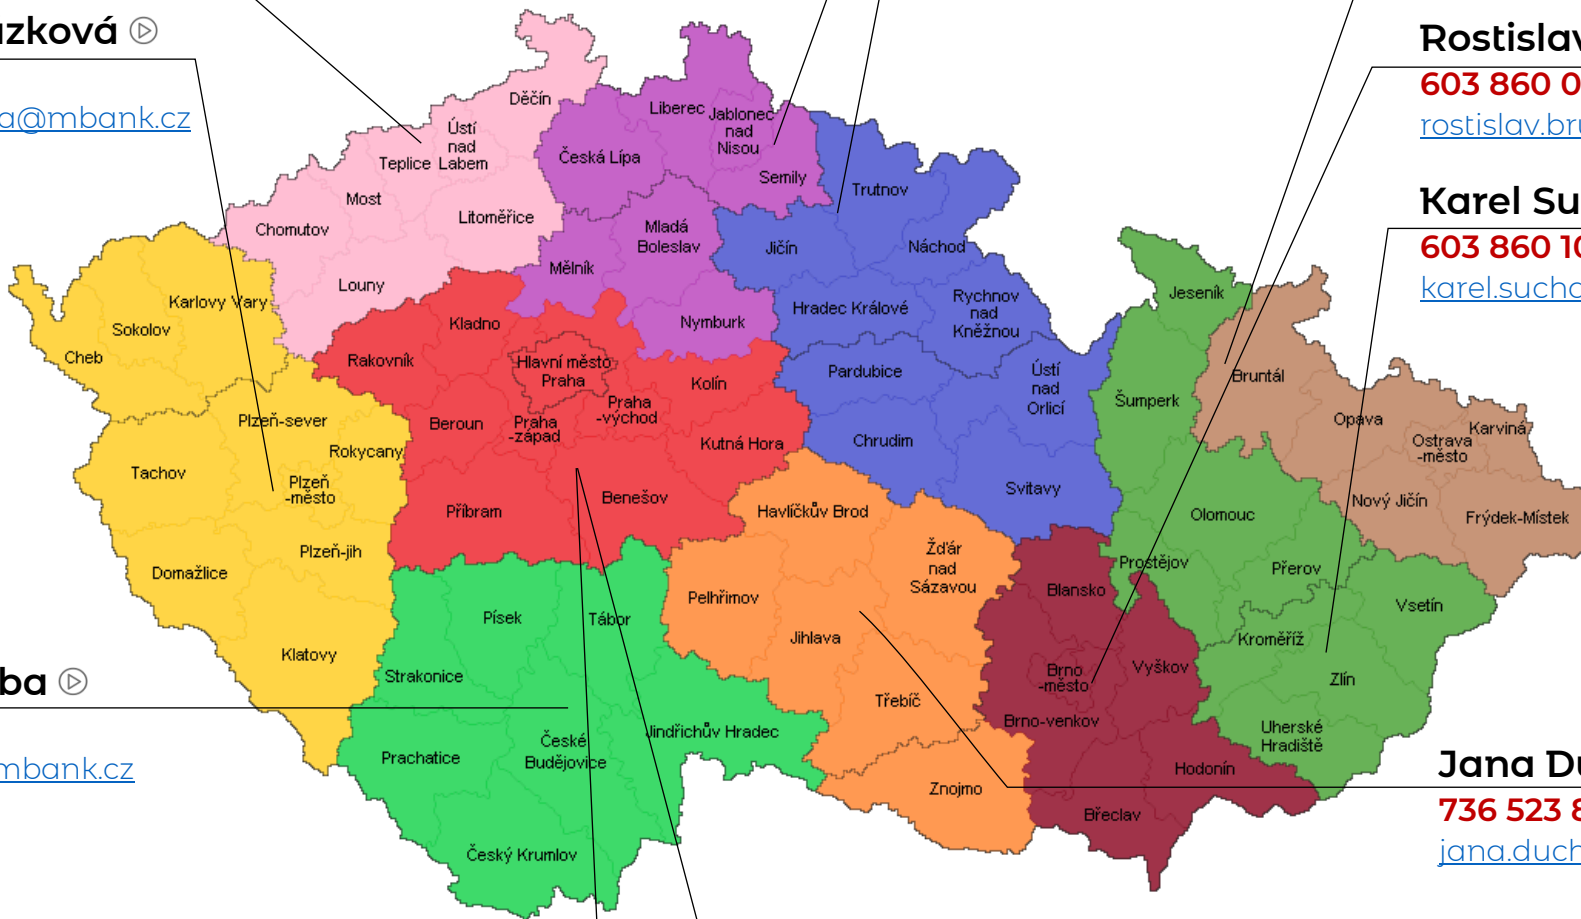 zková
a@mbank.cz
Rostislav
603 860 0
rostislav.bru
Karel Su
603 860 10
karel.sucho
Děčín
Ústí
nad
Labem
Teplice
Most
Chomutov
Litoměřice
Louny
Liberec
Jablonec
nad
Nisou
Česká Lípa
Semily
Mladá
Boleslav
Mělník
Nymburk
Trutnov
Jičín
Náchod
Hradec Králové
Rychnov
nad
Kněžnou
Pardubice
Ústí
nad
Orlicí
Chrudim
Svitavy
Karlovy Vary
Sokolov
Cheb
Plzeň-sever
Rokycany
Tachov
Plzeň
-město
Plzeň-jih
Domažlice
Klatovy
Kladno
Rakovník
Hlavní město
Praha
Kolín
Beroun
Praha
-západ
Praha
-východ
Kutná Hora
Příbram
Benešov
Jeseník
Šumperk
Olomouc
Prostějov
Přerov
Vsetín
Kroměříž
Zlín
Uherské
Hradiště
Bruntál
Opava
Karviná
Ostrava
-město
Nový Jičín
Frýdek-Místek
Havlíčkův Brod
Žďár
nad
Sázavou
Pelhřimov
Jihlava
Třebíč
Znojmo
Blansko
Brno
-město
Vyškov
Brno-venkov
Hodonín
Břeclav
Písek
Tábor
Strakonice
Prachatice
České
Budějovice
Jindřichův Hradec
Český Krumlov
ba
mbank.cz
Jana Du
736 523 8
jana.duch